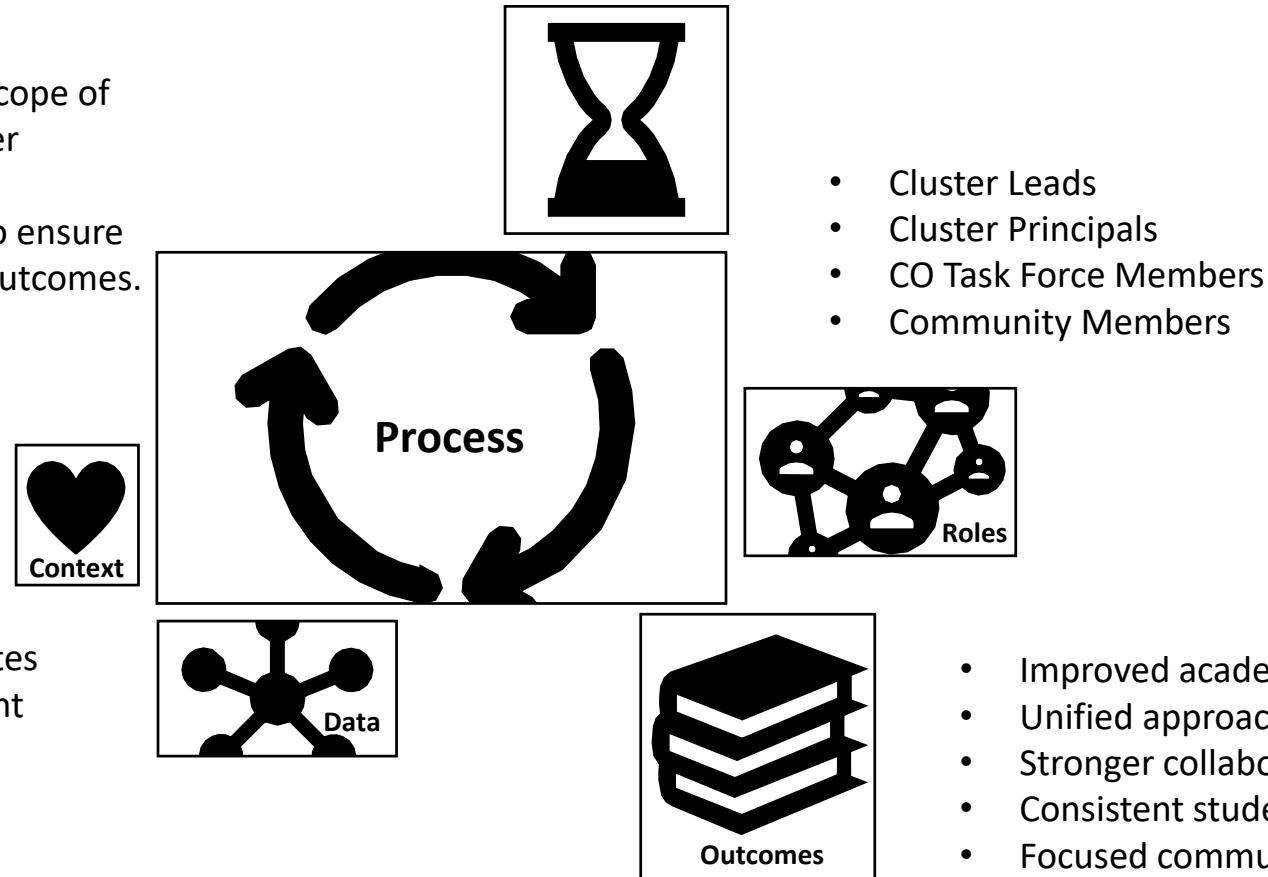 cope of
er
o ensure
utcomes.
• Cluster Leads
• Cluster Principals
• CO Task Force Members
• Community Members
Process
Context
Roles
tes
nt
Data
Outcomes
• Improved acade
• Unified approac
• Stronger collabo
• Consistent stude
• Focused commu